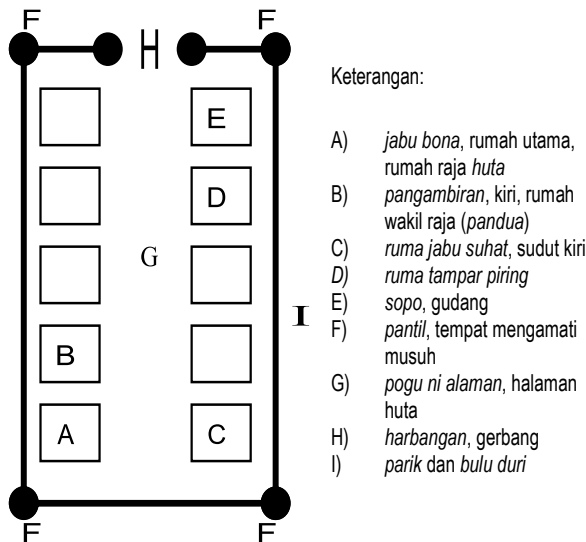 F F
H
E
D
G
I
B
A C
F F
Keterangan:
A) jabu bona, rumah utama,
rumah raja huta
B) pangambiran, kiri, rumah
wakil raja (pandua)
C) ruma jabu suhat, sudut kiri
D) ruma tampar piring
E) sopo, gudang
F) pantil, tempat mengamati
musuh
G) pogu ni alaman, halaman
huta
H) harbangan, gerbang
I) parik dan bulu duri